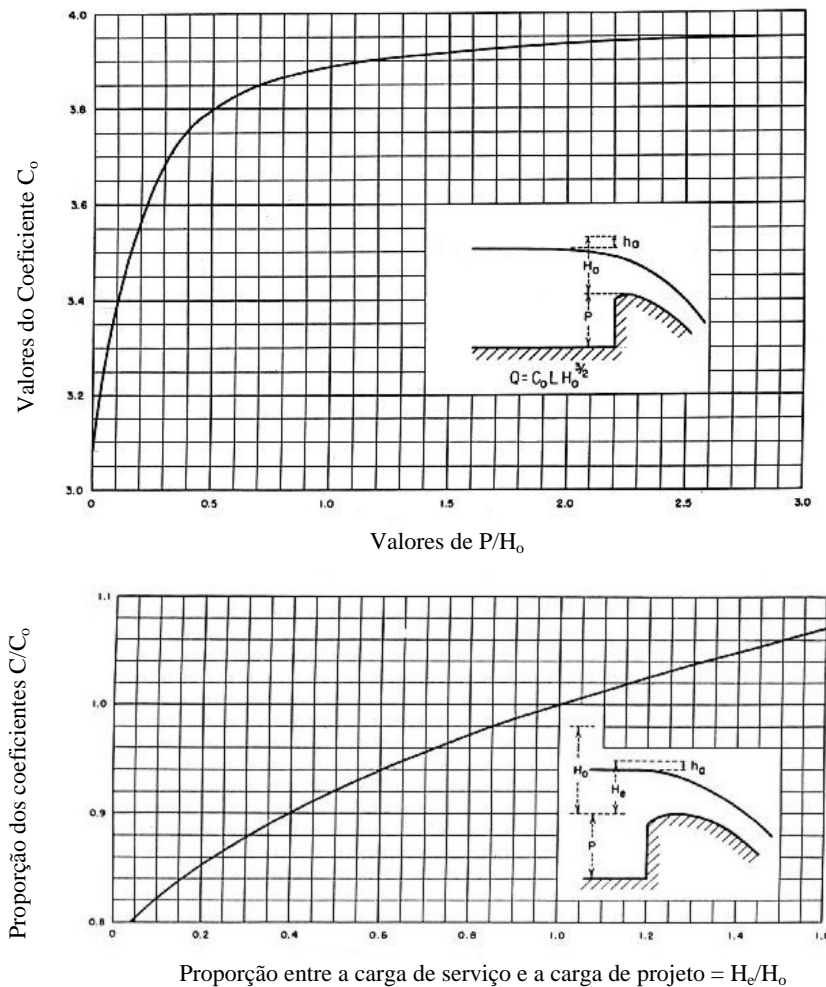 Valores do Coeficiente Co
4.0
3.8
3.6
3.4
3.2
3.0
0 0.5 1.0 1.5 2.0 2.5 3.0
ho
Ho
P
Q = Co L Ho 3/2
Valores de P/Ho
Proporção dos coeficientes C/Co
1.1
1.0
0.9
0.8
0 0.2 0.4 0.6 0.8 1.0 1.2 1.4
Ho
He
ha
P
Proporção entre a carga de serviço e a carga de projeto = He/Ho